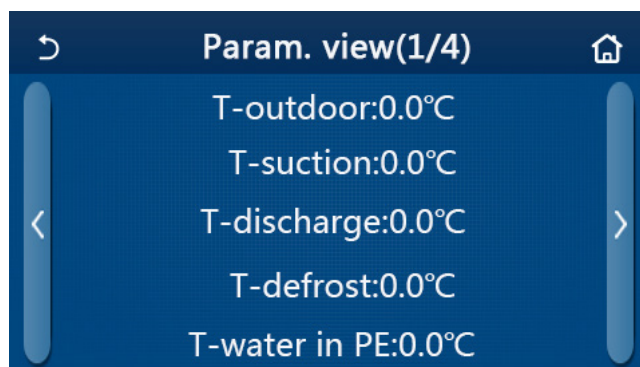 Param. view(1/4)
T-outdoor:0.0℃
T-suction:0.0℃
T-discharge:0.0℃
T-defrost:0.0℃
T-water in PE:0.0℃